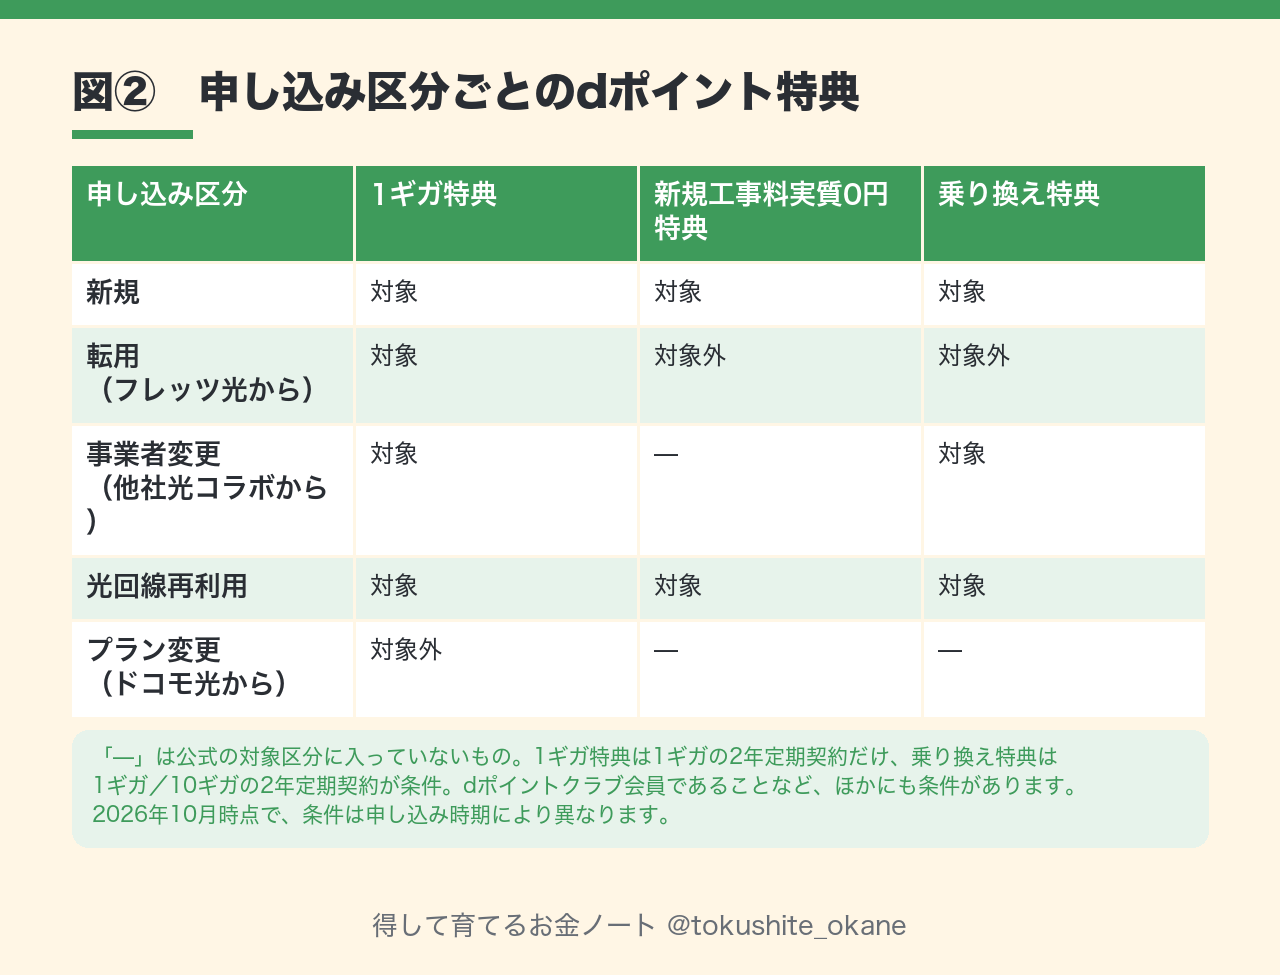 図②　申し込み区分ごとのdポイント特典
申し込み区分
1ギガ特典
新規工事料実質0円
特典
乗り換え特典
新規
対象
対象
対象
転用
（フレッツ光から）
対象
対象外
対象外
事業者変更
（他社光コラボから
）
対象
—
対象
光回線再利用
対象
対象
対象
プラン変更
（ドコモ光から）
対象外
—
—
「—」は公式の対象区分に入っていないもの。1ギガ特典は1ギガの2年定期契約だけ、乗り換え特典は
1ギガ／10ギガの2年定期契約が条件。dポイントクラブ会員であることなど、ほかにも条件があります。
2026年10月時点で、条件は申し込み時期により異なります。
得して育てるお金ノート @tokushite_okane